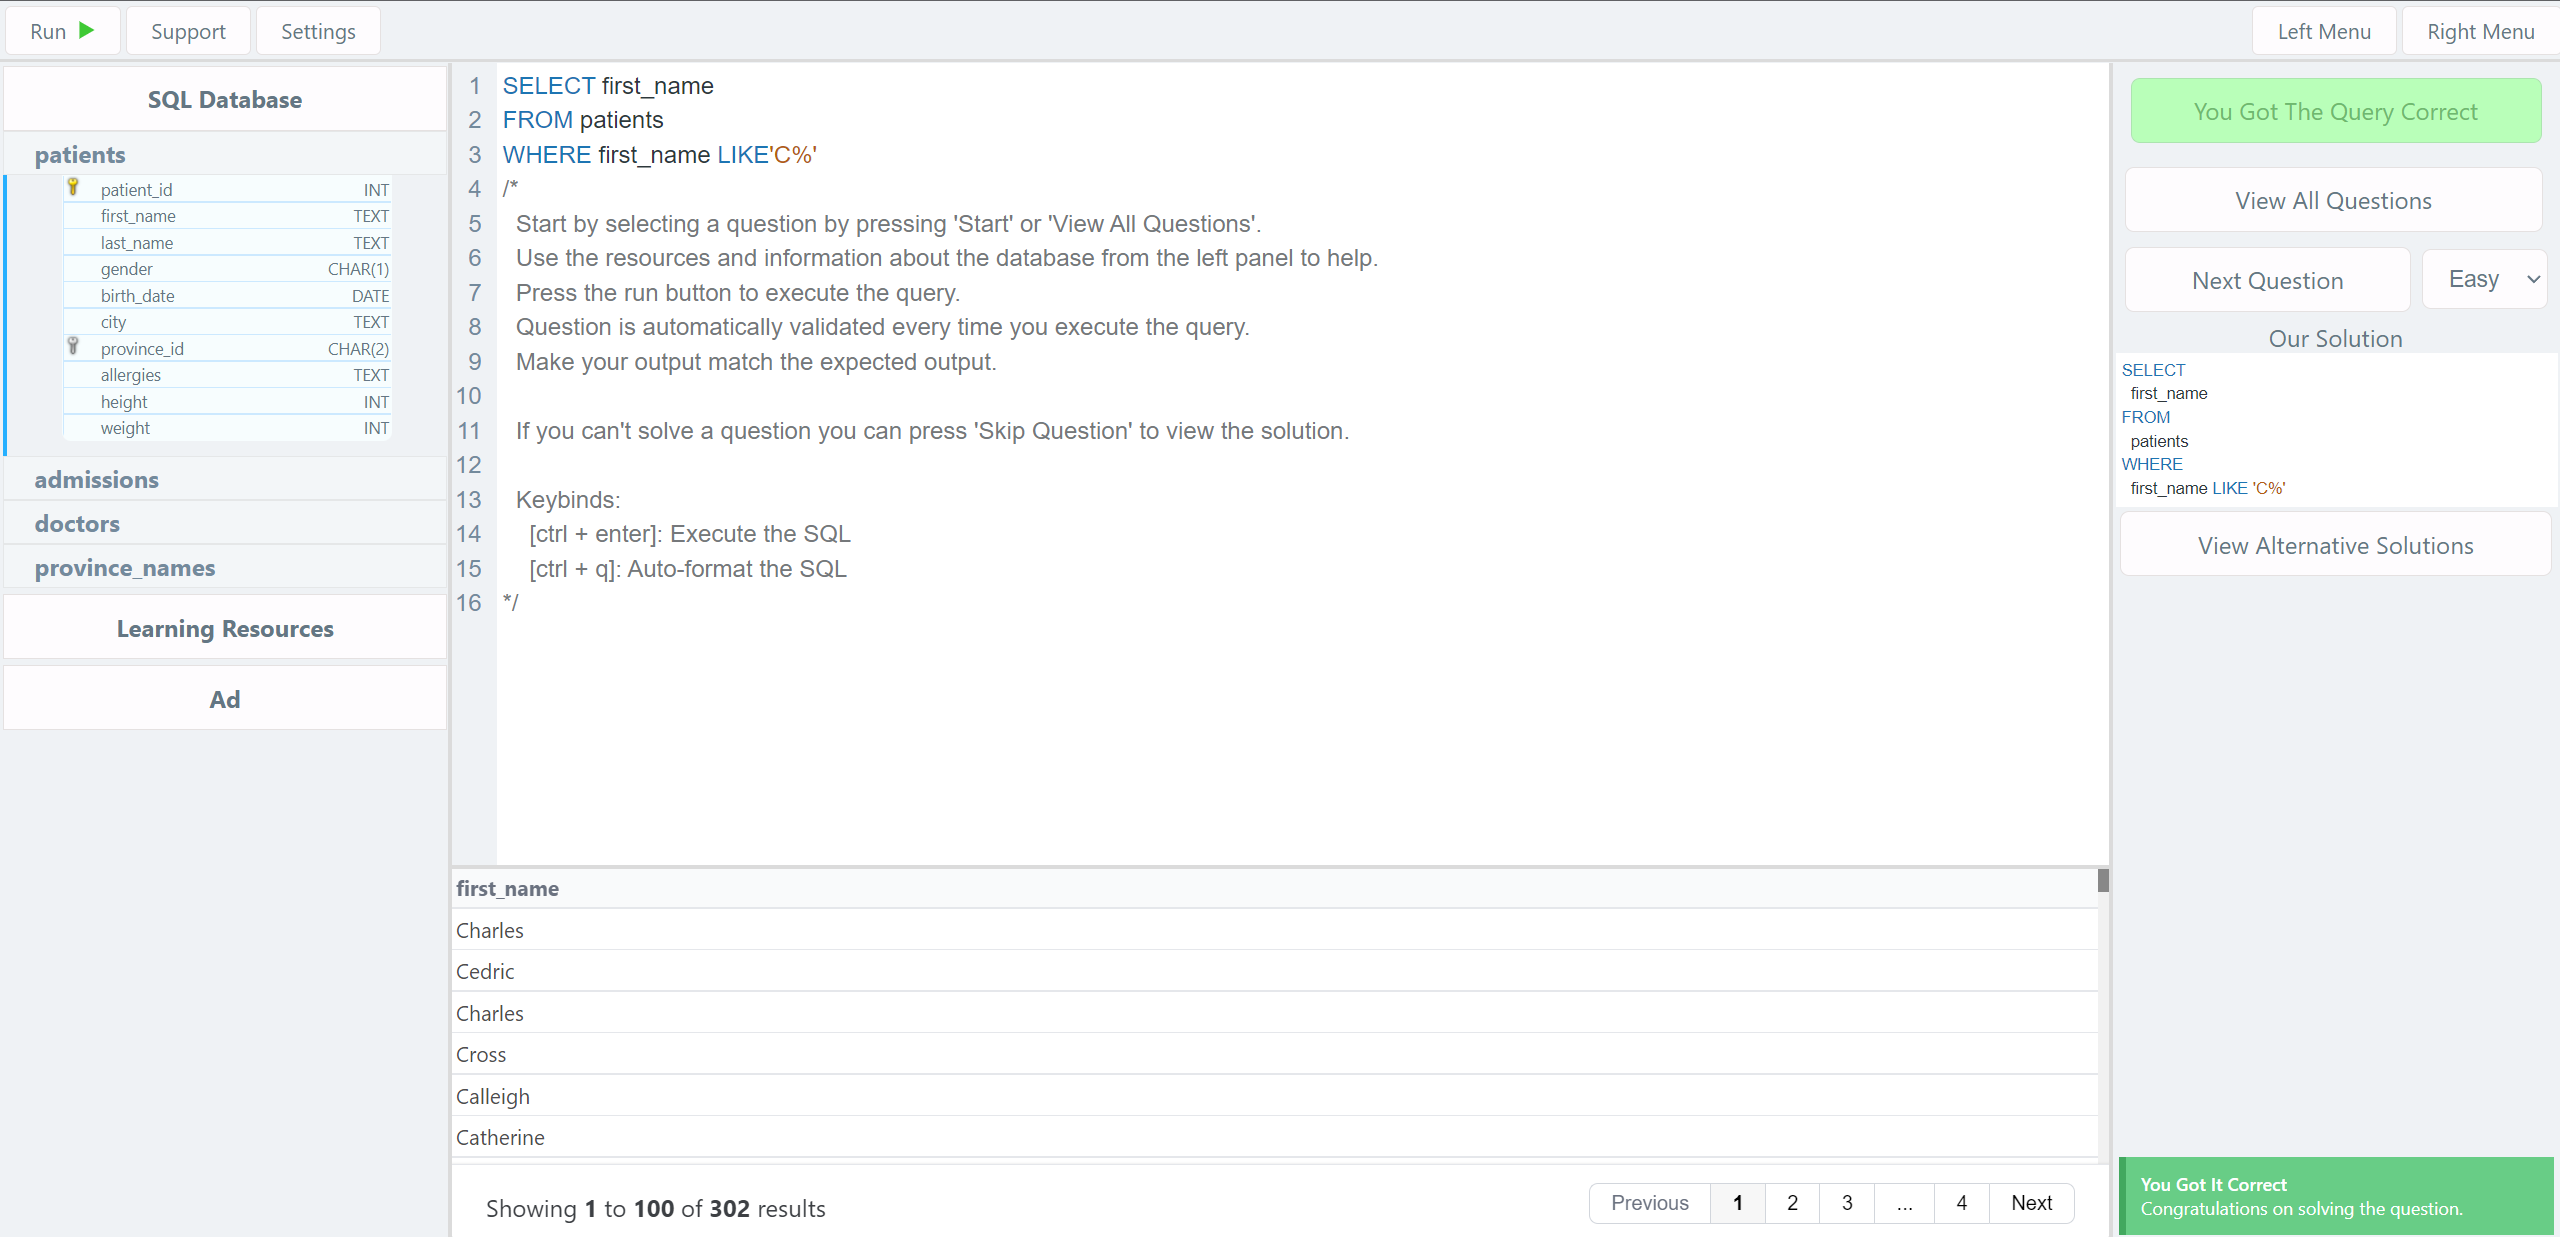 Run
Support
Settings
Left Menu
Right Menu
SQL Database
patients
patient_id INT
first_name TEXT
last_name TEXT
gender CHAR(1)
birth_date DATE
city TEXT
province_id CHAR(2)
allergies TEXT
height INT
weight INT
admissions
doctors
province_names
Learning Resources
Ad
1 SELECT first_name
2 FROM patients
3 WHERE first_name LIKE'C%'
4 /*
5 Start by selecting a question by pressing 'Start' or 'View All Questions'.
6 Use the resources and information about the database from the left panel to help.
7 Press the run button to execute the query.
8 Question is automatically validated every time you execute the query.
9 Make your output match the expected output.
10
11 If you can't solve a question you can press 'Skip Question' to view the solution.
12
13 Keybinds:
14 [ctrl + enter]: Execute the SQL
15 [ctrl + q]: Auto-format the SQL
16 */
first_name
Charles
Cedric
Charles
Cross
Calleigh
Catherine
Showing 1 to 100 of 302 results
Previous 1 2 3 ... 4 Next
You Got The Query Correct
View All Questions
Next Question
Easy
Our Solution
SELECT
first_name
FROM
patients
WHERE
first_name LIKE 'C%'
View Alternative Solutions
You Got It Correct
Congratulations on solving the question.